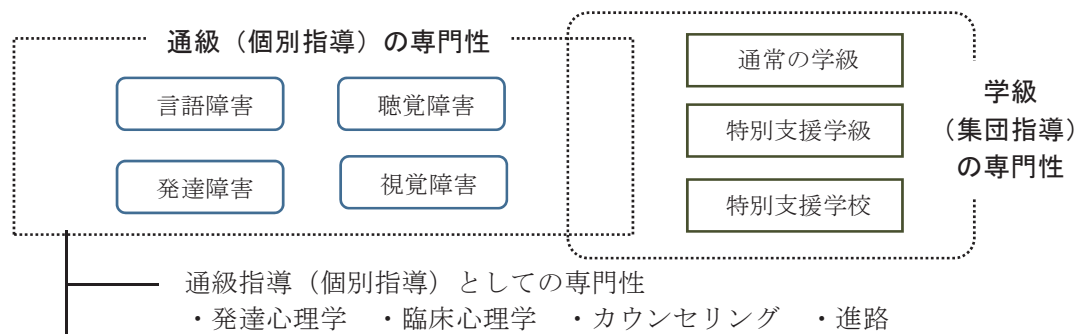 通級（個別指導）の専門性
言語障害
聴覚障害
発達障害
視覚障害
通常の学級
特別支援学級
特別支援学校
学級
（集団指導）
の専門性
通級指導（個別指導）としての専門性
・発達心理学　・臨床心理学　・カウンセリング　・進路